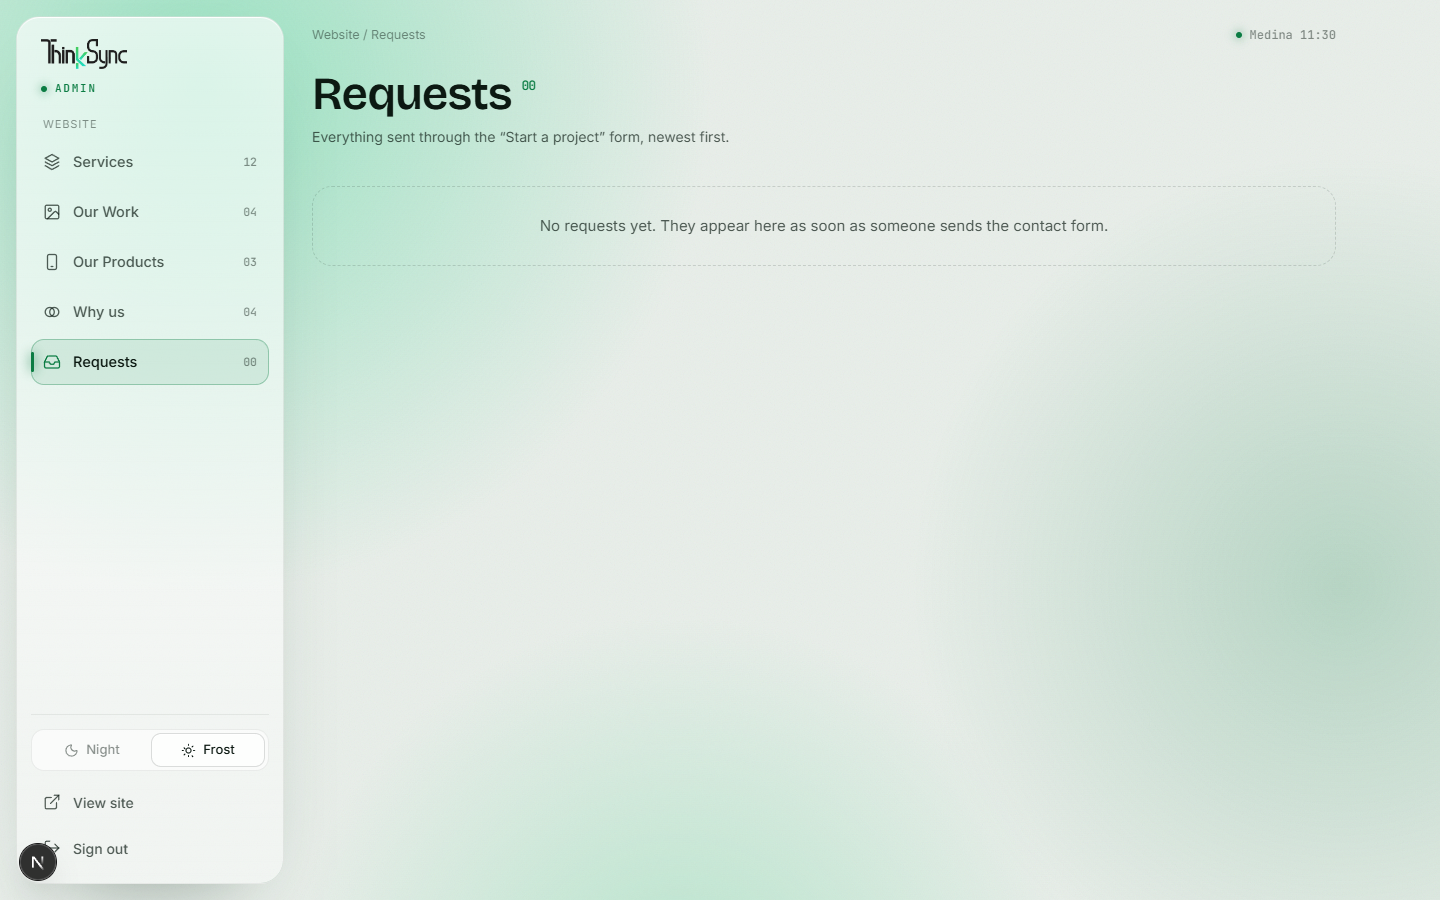 ThinkSync
ADMIN
WEBSITE
Services 12
Our Work 04
Our Products 03
Why us 04
Requests 00
Night Frost
View site
Sign out
N
Website / Requests
Medina 11:30
Requests 00
Everything sent through the “Start a project” form, newest first.
No requests yet. They appear here as soon as someone sends the contact form.